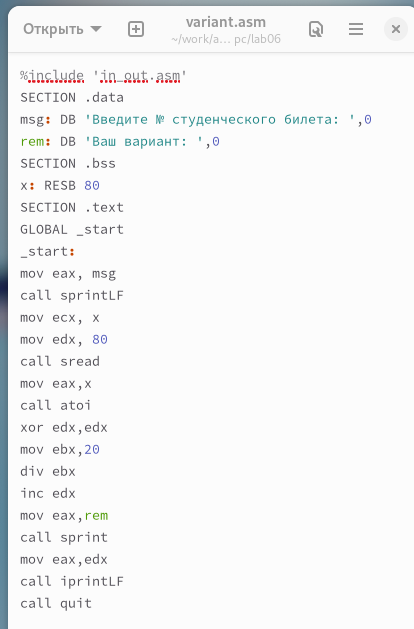 Открыть
variant.asm
~/work/a... pc/lab06
%include 'in_out.asm'
SECTION .data
msg: DB 'Введите № студенческого билета: ',0
rem: DB 'Ваш вариант: ',0
SECTION .bss
x: RESB 80
SECTION .text
GLOBAL _start
_start:
mov eax, msg
call sprintLF
mov ecx, x
mov edx, 80
call sread
mov eax,x
call atoi
xor edx,edx
mov ebx,20
div ebx
inc edx
mov eax,rem
call sprint
mov eax,edx
call iprintLF
call quit